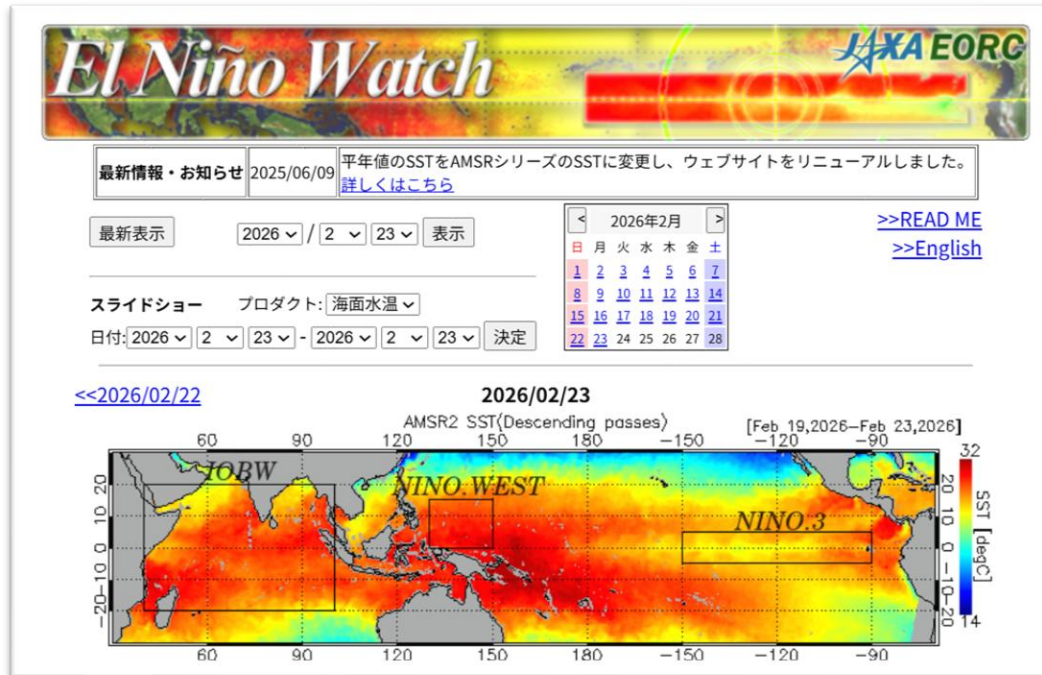 El Niño Watch
JAXA EORC
最新情報・お知らせ 2025/06/09 平年値のSSTをAMSRシリーズのSSTに変更し、ウェブサイトをリニューアルしました。
詳しくはこちら
最新表示 2026 / 2 23 表示
< 2026年2月 >
日 月 火 水 木 金 土
1 2 3 4 5 6 7
8 9 10 11 12 13 14
15 16 17 18 19 20 21
22 23 24 25 26 27 28
>>READ ME
>>English
スライドショー プロダクト: 海面水温
日付: 2026 2 23 - 2026 2 23 決定
<<2026/02/22 2026/02/23
AMSR2 SST(Descending passes) [Feb 19,2026−Feb 23,2026]
60 90 120 150 180 −150 −120 −90
20 10 0 −10 −20
IOBW
NINO.WEST
NINO.3
20 10 0 −10 −20
32
SST [degC]
14
60 90 120 150 180 −150 −120 −90